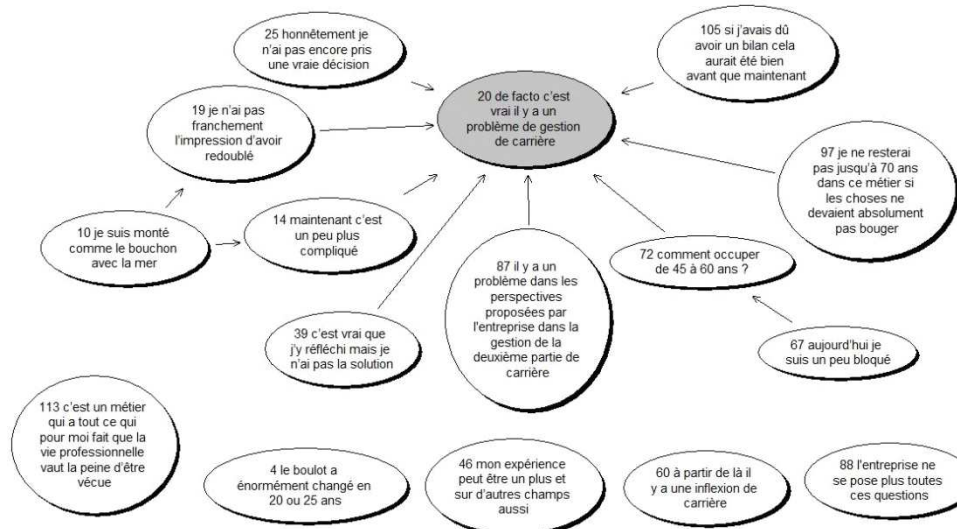 25 honnêtement je
n'ai pas encore pris
une vraie décision
105 si j'avais dû
avoir un bilan cela
aurait été bien
avant que maintenant
20 de facto c'est
vrai il y a un
problème de gestion
de carrière
19 je n'ai pas
franchement
l'impression d'avoir
redoublé
97 je ne resterai
pas jusqu'à 70 ans
dans ce métier si
les choses ne
devaient absolument
pas bouger
10 je suis monté
comme le bouchon
avec la mer
14 maintenant c'est
un peu plus
compliqué
87 il y a un
problème dans les
perspectives
proposées par
l'entreprise dans la
gestion de la
deuxième partie de
carrière
72 comment occuper
de 45 à 60 ans ?
39 c'est vrai que
j'y réfléchi mais je
n'ai pas la solution
67 aujourd'hui je
suis un peu bloqué
113 c'est un métier
qui a tout ce qui
pour moi fait que la
vie professionnelle
vaut la peine d'être
vécue
4 le boulot a
énormément changé en
20 ou 25 ans
46 mon expérience
peut être un plus et
sur d'autres champs
aussi
60 à partir de là il
y a une inflexion de
carrière
88 l'entreprise ne
se pose plus toutes
ces questions